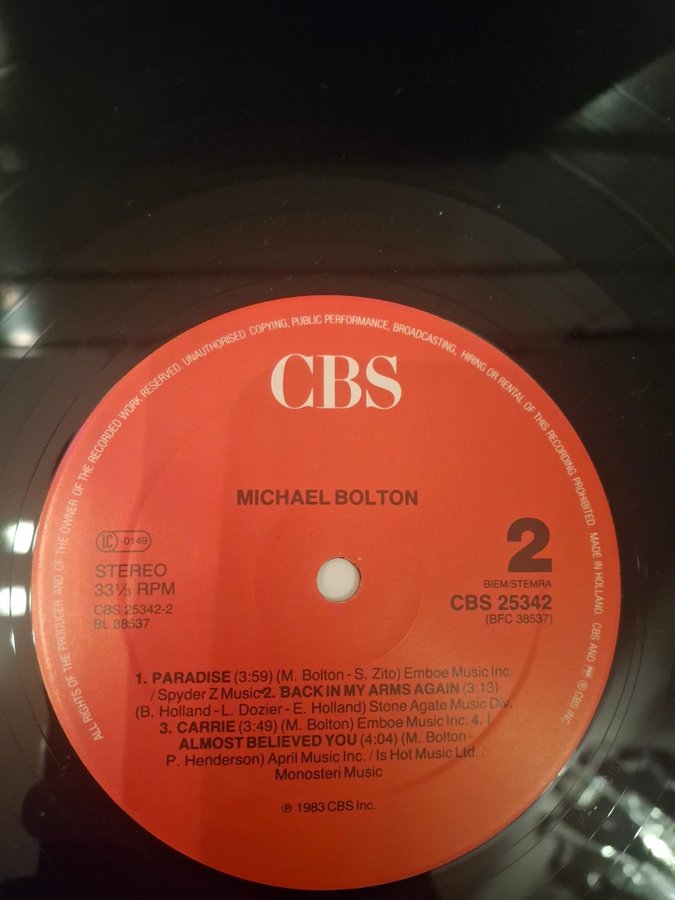 ALL RIGHTS OF THE PRODUCER AND OF THE OWNER OF THE RECORDED WORK RESERVED. UNAUTHORISED COPYING, PUBLIC PERFORMANCE, BROADCASTING, HIRING OR RENTAL OF THIS RECORDING PROHIBITED. MADE IN HOLLAND CBS AND ® CBS INC.
CBS
MICHAEL BOLTON
LC -0149
STEREO
33⅓ RPM
CBS 25342-2
BL 38537
2
BIEM/STEMRA
CBS 25342
(BFC 38537)
1. PARADISE (3:59) (M. Bolton - S. Zito) Emboe Music Inc.
/ Spyder Z Music 2. BACK IN MY ARMS AGAIN (3:13)
(B. Holland - L. Dozier - E. Holland) Stone Agate Music Div.
3. CARRIE (3:49) (M. Bolton) Emboe Music Inc. 4. I
ALMOST BELIEVED YOU (4:04) (M. Bolton -
P. Henderson) April Music Inc. / Is Hot Music Ltd. /
Monosteri Music
℗ 1983 CBS Inc.